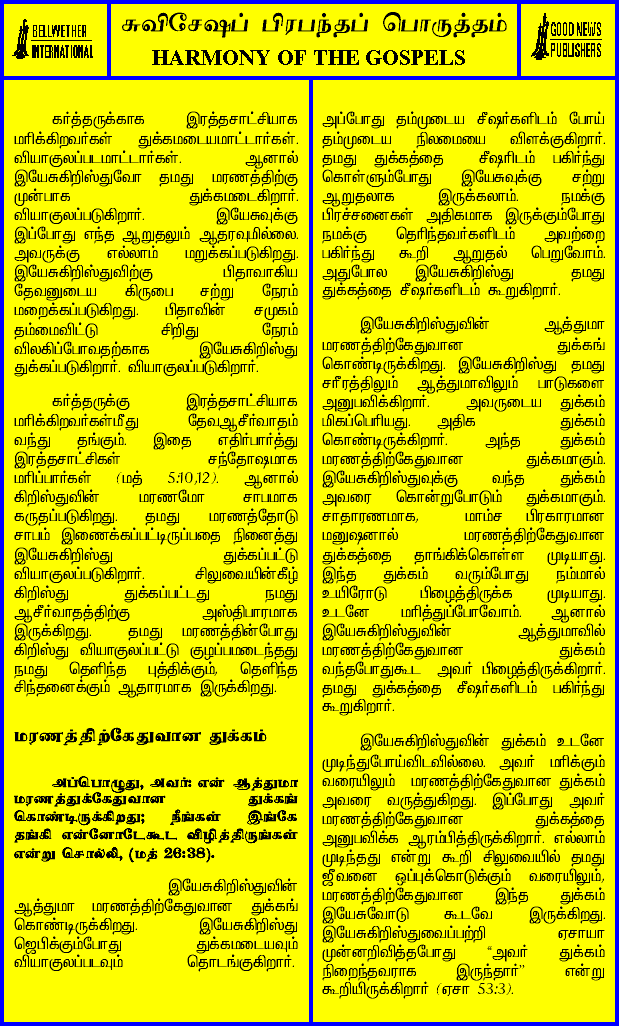 BELLWETHER
INTERNATIONAL
சுவிசேஷப் பிரபந்தப் பொருத்தம்
HARMONY OF THE GOSPELS
GOOD NEWS
PUBLISHERS
கர்த்தருக்காக இரத்தசாட்சியாக
மரிக்கிறவர்கள் துக்கமடையமாட்டார்கள்.
வியாகுலப்படமாட்டார்கள். ஆனால்
இயேசுகிறிஸ்துவோ தமது மரணத்திற்கு
முன்பாக துக்கமடைகிறார்.
வியாகுலப்படுகிறார். இயேசுவுக்கு
இப்போது எந்த ஆறுதலும் ஆதரவுமில்லை.
அவருக்கு எல்லாம் மறுக்கப்படுகிறது.
இயேசுகிறிஸ்துவிற்கு பிதாவாகிய
தேவனுடைய கிருபை சற்று நேரம்
மறைக்கப்படுகிறது. பிதாவின் சமுகம்
தம்மைவிட்டு சிறிது நேரம்
விலகிப்போவதற்காக இயேசுகிறிஸ்து
துக்கப்படுகிறார். வியாகுலப்படுகிறார்.
கர்த்தருக்கு இரத்தசாட்சியாக
மரிக்கிறவர்கள்மீது தேவஆசீர்வாதம்
வந்து தங்கும். இதை எதிர்பார்த்து
இரத்தசாட்சிகள் சந்தோஷமாக
மரிப்பார்கள் (மத் 5:10,12). ஆனால்
கிறிஸ்துவின் மரணமோ சாபமாக
கருதப்படுகிறது. தமது மரணத்தோடு
சாபம் இணைக்கப்பட்டிருப்பதை நினைத்து
இயேசுகிறிஸ்து துக்கப்பட்டு
வியாகுலப்படுகிறார். சிலுவையின்கீழ்
கிறிஸ்து துக்கப்பட்டது நமது
ஆசீர்வாதத்திற்கு அஸ்திபாரமாக
இருக்கிறது. தமது மரணத்தின்போது
கிறிஸ்து வியாகுலப்பட்டு குழப்பமடைந்தது
நமது தெளிந்த புத்திக்கும், தெளிந்த
சிந்தனைக்கும் ஆதாரமாக இருக்கிறது.
மரணத்திற்கேதுவான துக்கம்
அப்பொழுது, அவர்: என் ஆத்துமா
மரணத்துக்கேதுவான துக்கங்
கொண்டிருக்கிறது; நீங்கள் இங்கே
தங்கி என்னோடேகூட விழித்திருங்கள்
என்று சொல்லி, (மத் 26:38).
இயேசுகிறிஸ்துவின்
ஆத்துமா மரணத்திற்கேதுவான துக்கங்
கொண்டிருக்கிறது. இயேசுகிறிஸ்து
ஜெபிக்கும்போது துக்கமடையவும்
வியாகுலப்படவும் தொடங்குகிறார்.
அப்போது தம்முடைய சீஷர்களிடம் போய்
தம்முடைய நிலமையை விளக்குகிறார்.
தமது துக்கத்தை சீஷரிடம் பகிர்ந்து
கொள்ளும்போது இயேசுவுக்கு சற்று
ஆறுதலாக இருக்கலாம். நமக்கு
பிரச்சனைகள் அதிகமாக இருக்கும்போது
நமக்கு தெரிந்தவர்களிடம் அவற்றை
பகிர்ந்து கூறி ஆறுதல் பெறுவோம்.
அதுபோல இயேசுகிறிஸ்து தமது
துக்கத்தை சீஷர்களிடம் கூறுகிறார்.
இயேசுகிறிஸ்துவின் ஆத்துமா
மரணத்திற்கேதுவான துக்கங்
கொண்டிருக்கிறது. இயேசுகிறிஸ்து தமது
சரீரத்திலும் ஆத்துமாவிலும் பாடுகளை
அனுபவிக்கிறார். அவருடைய துக்கம்
மிகப்பெரியது. அதிக துக்கம்
கொண்டிருக்கிறார். அந்த துக்கம்
மரணத்திற்கேதுவான துக்கமாகும்.
இயேசுகிறிஸ்துவுக்கு வந்த துக்கம்
அவரை கொன்றுபோடும் துக்கமாகும்.
சாதாரணமாக, மாம்ச பிரகாரமான
மனுஷனால் மரணத்திற்கேதுவான
துக்கத்தை தாங்கிக்கொள்ள முடியாது.
இந்த துக்கம் வரும்போது நம்மால்
உயிரோடு பிழைத்திருக்க முடியாது.
உடனே மரித்துப்போவோம். ஆனால்
இயேசுகிறிஸ்துவின் ஆத்துமாவில்
மரணத்திற்கேதுவான துக்கம்
வந்தபோதுகூட அவர் பிழைத்திருக்கிறார்.
தமது துக்கத்தை சீஷர்களிடம் பகிர்ந்து
கூறுகிறார்.
இயேசுகிறிஸ்துவின் துக்கம் உடனே
முடிந்துபோய்விடவில்லை. அவர் மரிக்கும்
வரையிலும் மரணத்திற்கேதுவான துக்கம்
அவரை வருத்துகிறது. இப்போது அவர்
மரணத்திற்கேதுவான துக்கத்தை
அனுபவிக்க ஆரம்பித்திருக்கிறார். எல்லாம்
முடிந்தது என்று கூறி சிலுவையில் தமது
ஜீவனை ஒப்புக்கொடுக்கும் வரையிலும்,
மரணத்திற்கேதுவான இந்த துக்கம்
இயேசுவோடு கூடவே இருக்கிறது.
இயேசுகிறிஸ்துவைப்பற்றி ஏசாயா
முன்னறிவித்தபோது “அவர் துக்கம்
நிறைந்தவராக இருந்தார்” என்று
கூறியிருக்கிறார் (ஏசா 53:3).